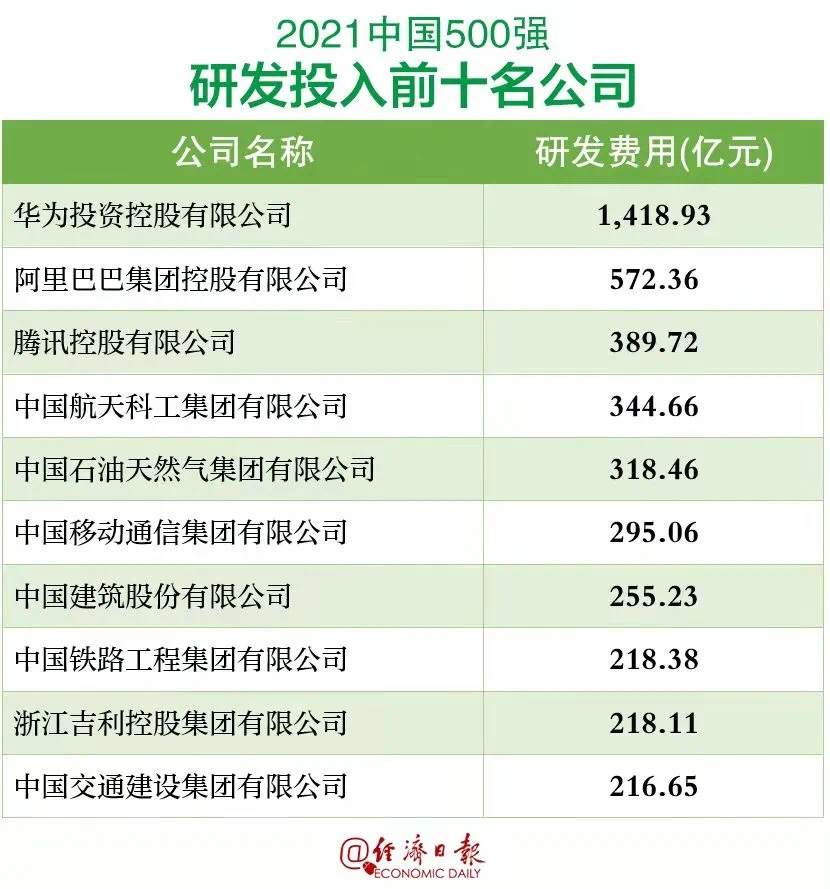 2021中国500强
研发投入前十名公司
公司名称 研发费用(亿元)
华为投资控股有限公司 1,418.93
阿里巴巴集团控股有限公司 572.36
腾讯控股有限公司 389.72
中国航天科工集团有限公司 344.66
中国石油天然气集团有限公司 318.46
中国移动通信集团有限公司 295.06
中国建筑股份有限公司 255.23
中国铁路工程集团有限公司 218.38
浙江吉利控股集团有限公司 218.11
中国交通建设集团有限公司 216.65
@经济日报
ECONOMIC DAILY